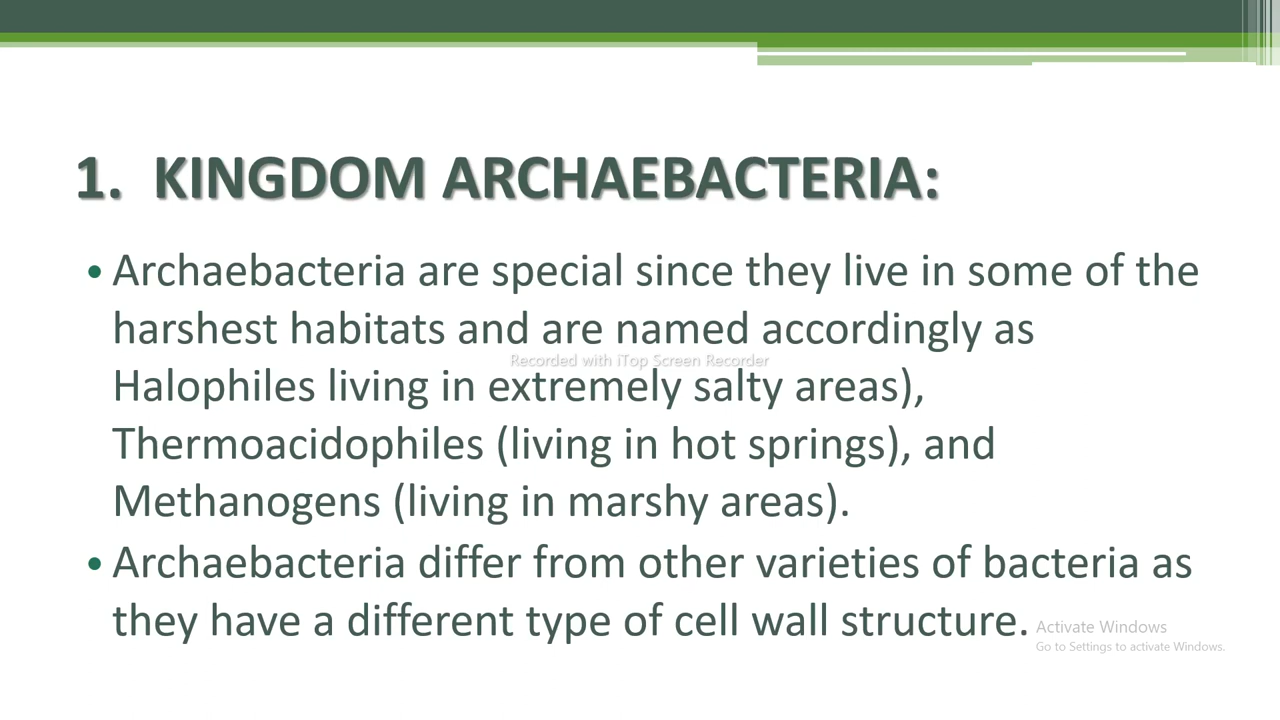 1. KINGDOM ARCHAEBACTERIA:
• Archaebacteria are special since they live in some of the
harshest habitats and are named accordingly as
Recorded with iTop Screen Recorder
Halophiles living in extremely salty areas),
Thermoacidophiles (living in hot springs), and
Methanogens (living in marshy areas).
• Archaebacteria differ from other varieties of bacteria as
they have a different type of cell wall structure.
Activate Windows
Go to Settings to activate Windows.